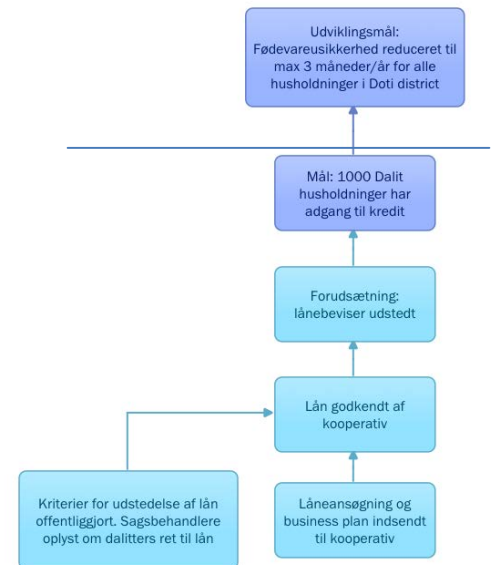 Udviklingsmål:
Fødevareusikkerhed reduceret til
max 3 måneder/år for alle
husholdninger i Doti district
Mål: 1000 Dalit
husholdninger har
adgang til kredit
Forudsætning:
lånebeviser udstedt
Lån godkendt af
kooperativ
Kriterier for udstedelse af lån
offentliggjort. Sagsbehandlere
oplyst om dalitters ret til lån
Låneansøgning og
business plan indsendt
til kooperativ